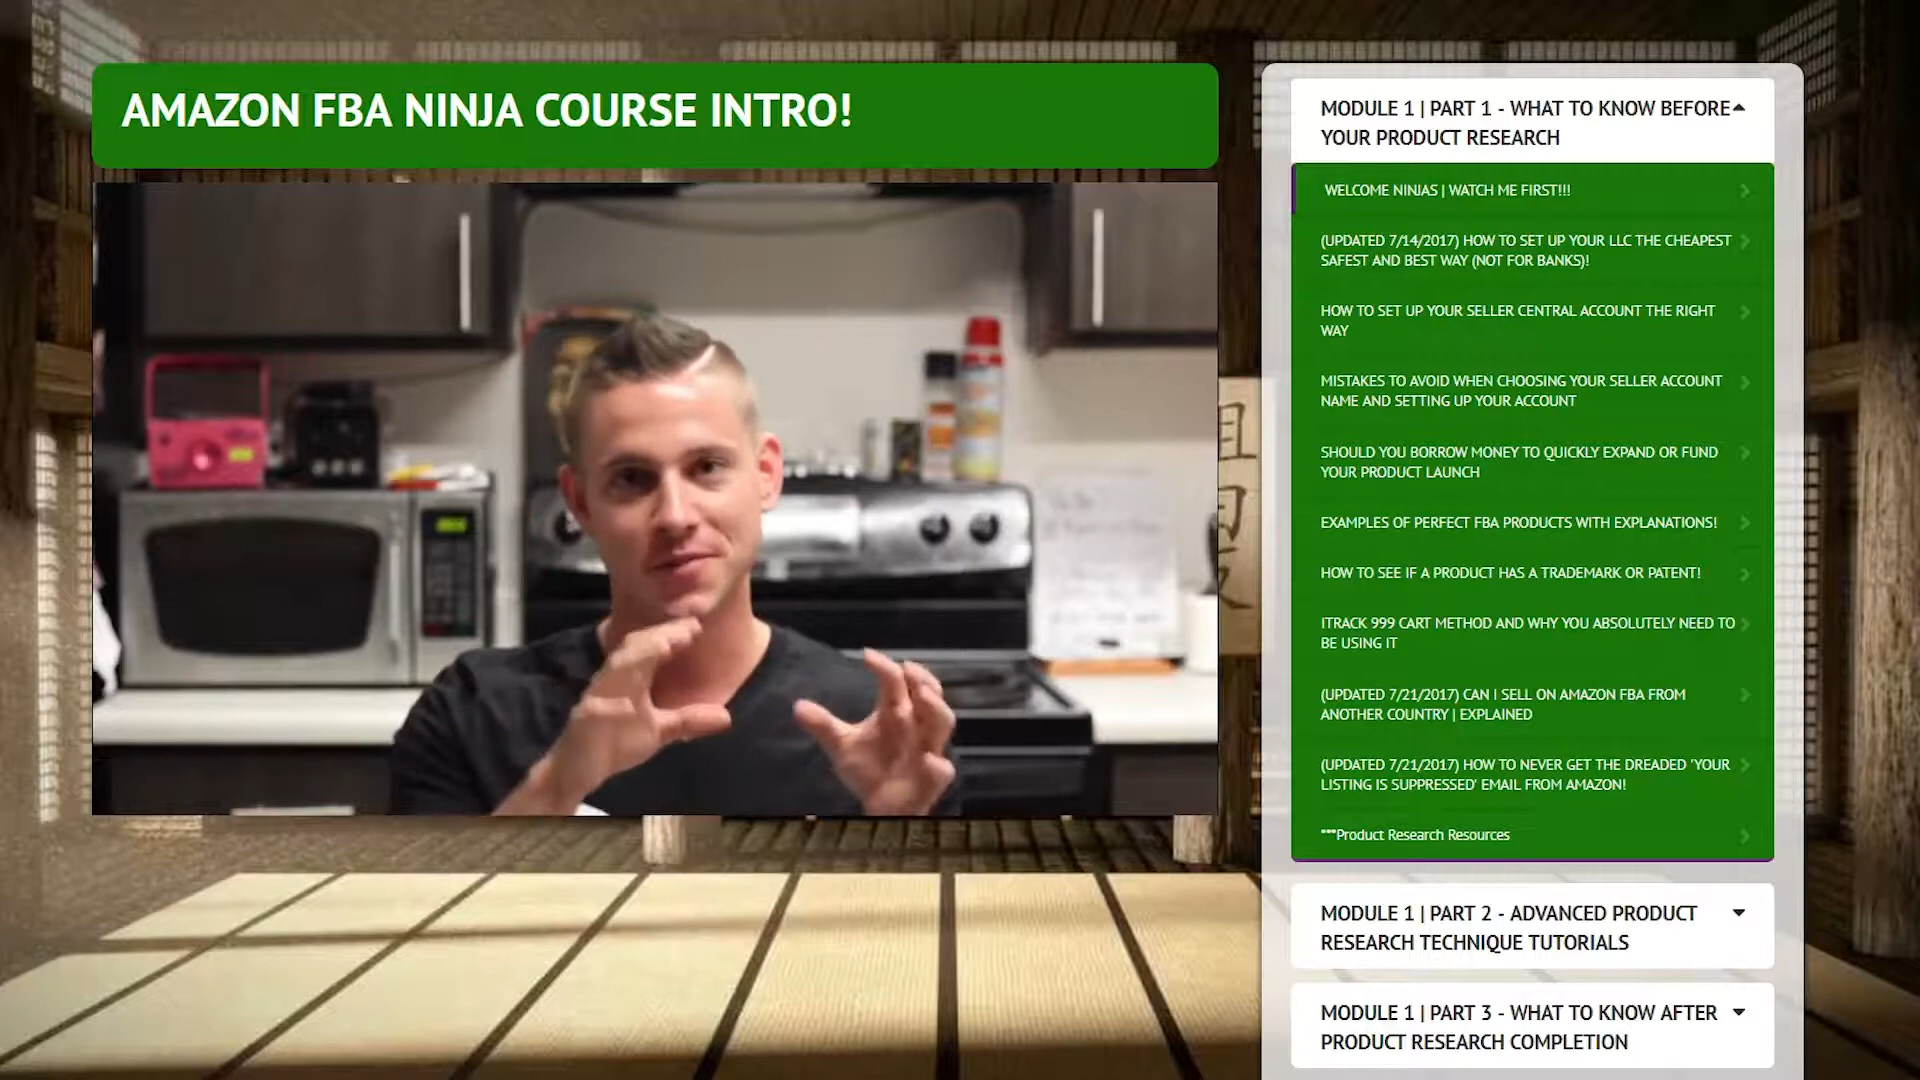 AMAZON FBA NINJA COURSE INTRO!
MODULE 1 | PART 1 - WHAT TO KNOW BEFORE
YOUR PRODUCT RESEARCH
WELCOME NINJAS | WATCH ME FIRST!!!
(UPDATED 7/14/2017) HOW TO SET UP YOUR LLC THE CHEAPEST
SAFEST AND BEST WAY (NOT FOR BANKS)!
HOW TO SET UP YOUR SELLER CENTRAL ACCOUNT THE RIGHT
WAY
MISTAKES TO AVOID WHEN CHOOSING YOUR SELLER ACCOUNT
NAME AND SETTING UP YOUR ACCOUNT
SHOULD YOU BORROW MONEY TO QUICKLY EXPAND OR FUND
YOUR PRODUCT LAUNCH
EXAMPLES OF PERFECT FBA PRODUCTS WITH EXPLANATIONS!
HOW TO SEE IF A PRODUCT HAS A TRADEMARK OR PATENT!
ITRACK 999 CART METHOD AND WHY YOU ABSOLUTELY NEED TO
BE USING IT
(UPDATED 7/21/2017) CAN I SELL ON AMAZON FBA FROM
ANOTHER COUNTRY | EXPLAINED
(UPDATED 7/21/2017) HOW TO NEVER GET THE DREADED 'YOUR
LISTING IS SUPPRESSED' EMAIL FROM AMAZON!
***Product Research Resources
MODULE 1 | PART 2 - ADVANCED PRODUCT
RESEARCH TECHNIQUE TUTORIALS
MODULE 1 | PART 3 - WHAT TO KNOW AFTER
PRODUCT RESEARCH COMPLETION